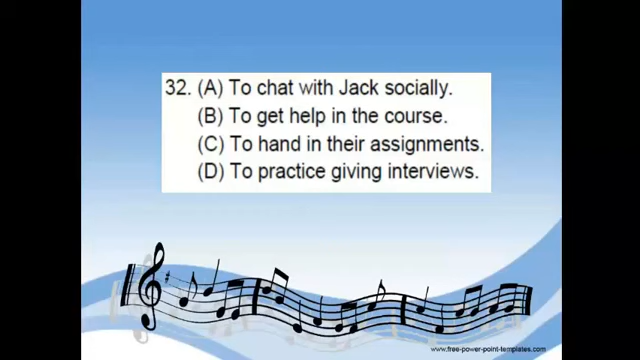 32. (A) To chat with Jack socially.
(B) To get help in the course.
(C) To hand in their assignments.
(D) To practice giving interviews.
www.free-power-point-templates.com